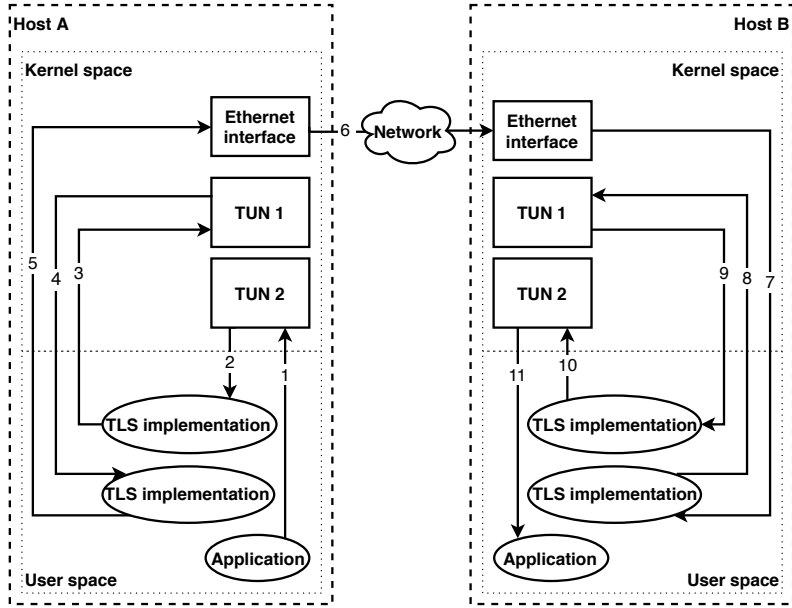 Host A
Host B
Kernel space
Kernel space
Ethernet
interface
6
Network
Ethernet
interface
TUN 1
TUN 1
5
4
3
9
8
7
TUN 2
TUN 2
2
1
11
10
TLS implementation
TLS implementation
TLS implementation
TLS implementation
Application
Application
User space
User space